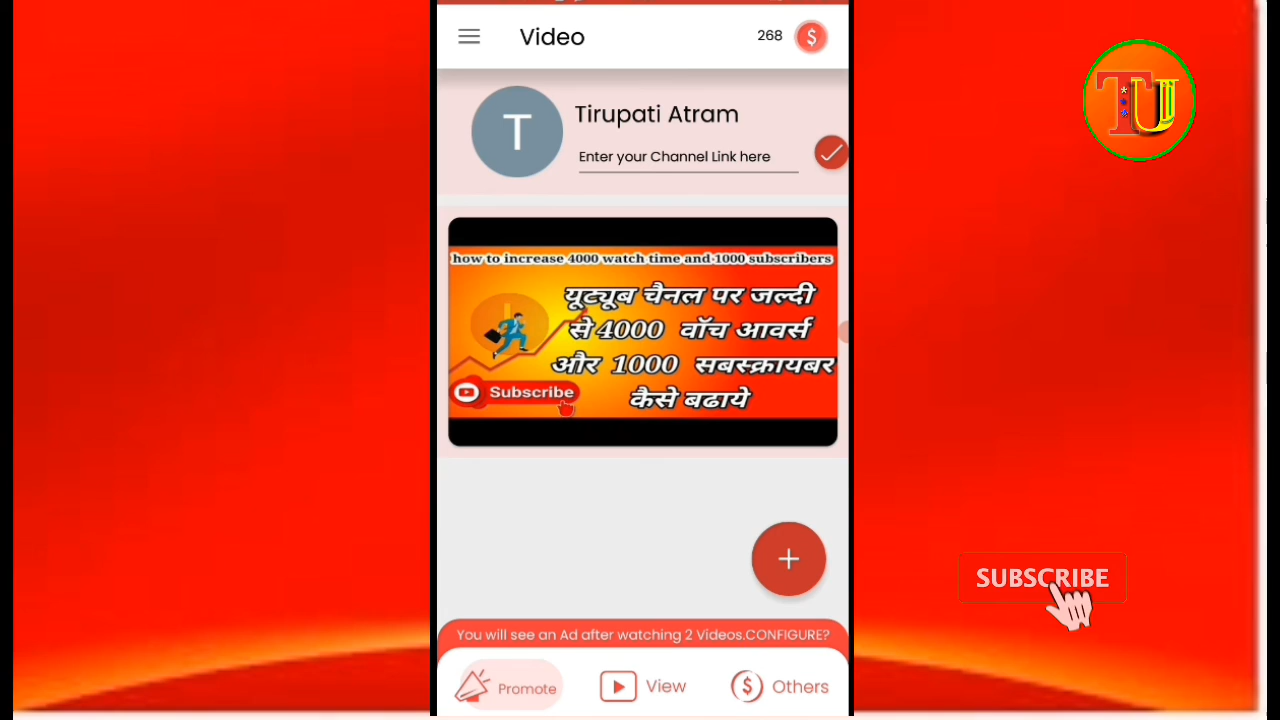 Video
268
$
T
Tirupati Atram
Enter your Channel Link here
how to increase 4000 watch time and 1000 subscribers
यूट्यूब चैनल पर जल्दी
से 4000 वॉच आवर्स
और 1000 सबस्क्रायबर
कैसे बढाये
Subscribe
+
You will see an Ad after watching 2 Videos.CONFIGURE?
Promote
View
$
Others
TU
SUBSCRIBE